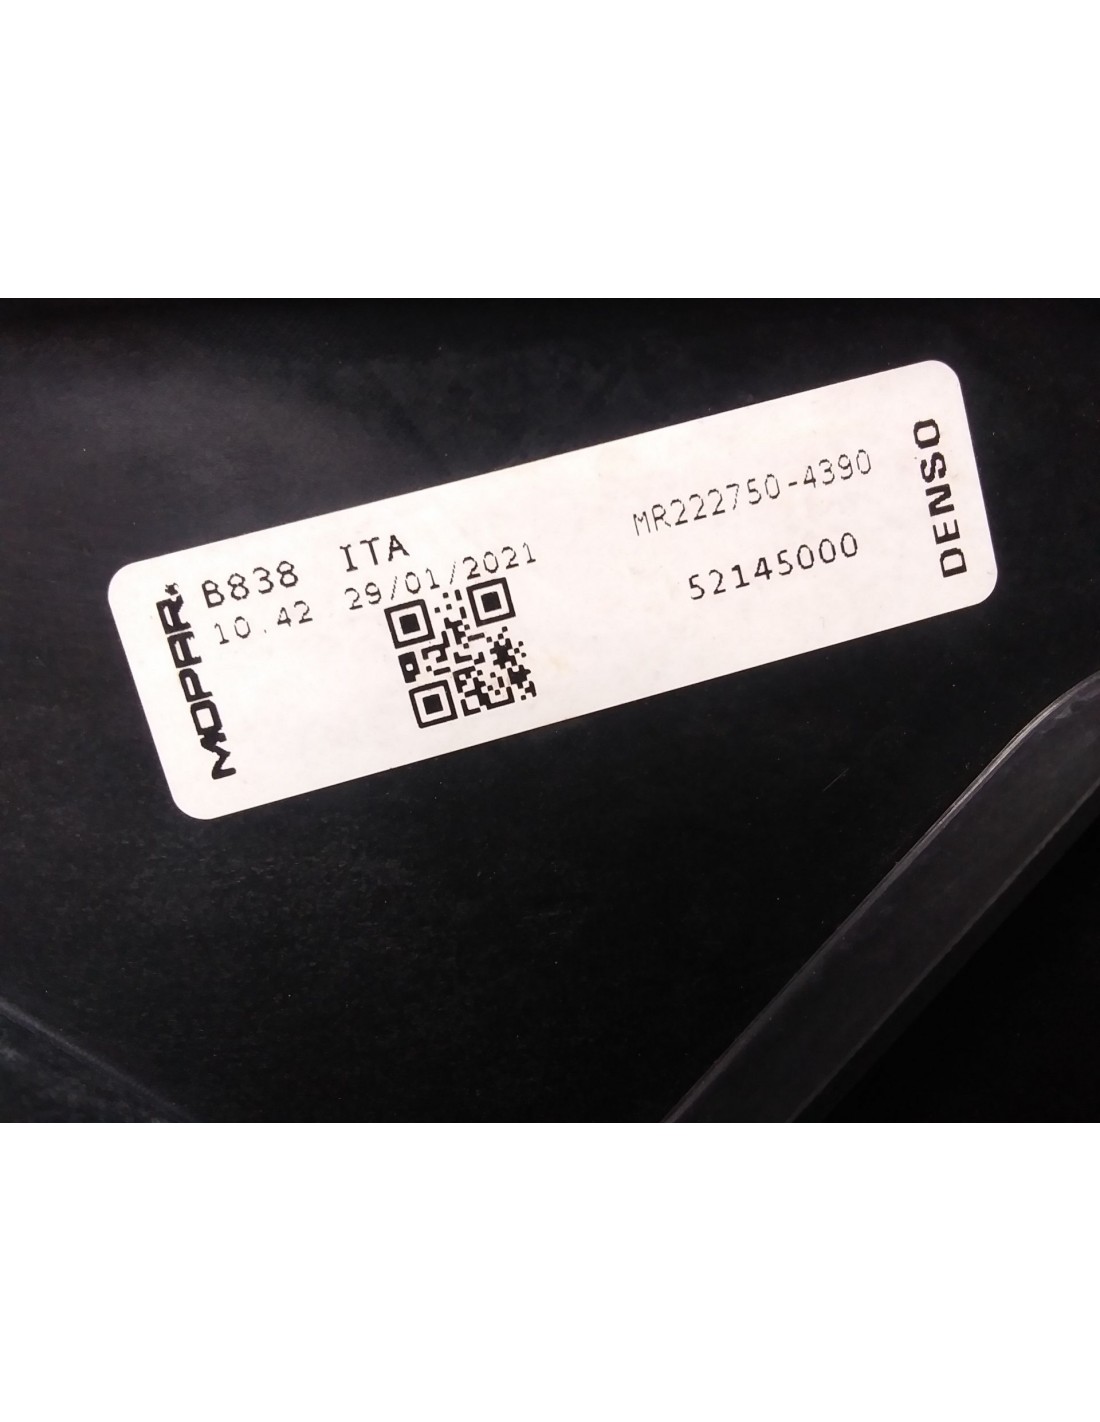 MOPAR
B838 ITA
10.42 29/01/2021
MR222750-4390
52145000
DENSO